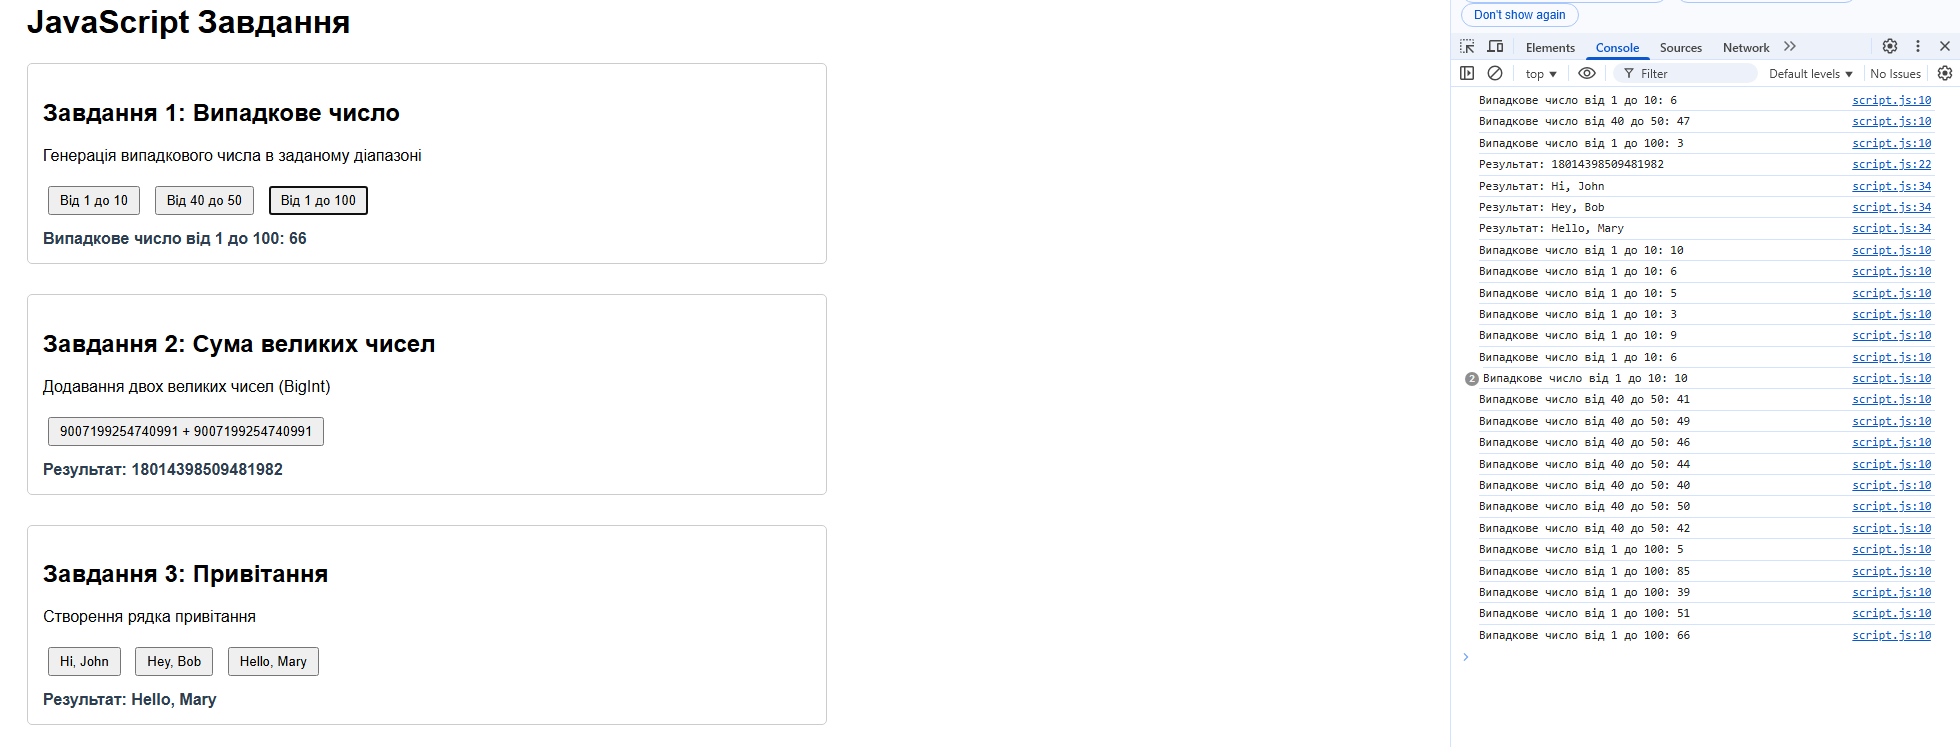 JavaScript Завдання
Завдання 1: Випадкове число
Генерація випадкового числа в заданому діапазоні
Від 1 до 10 Від 40 до 50 Від 1 до 100
Випадкове число від 1 до 100: 66
Завдання 2: Сума великих чисел
Додавання двох великих чисел (BigInt)
9007199254740991 + 9007199254740991
Результат: 18014398509481982
Завдання 3: Привітання
Створення рядка привітання
Hi, John Hey, Bob Hello, Mary
Результат: Hello, Mary
Don't show again
Elements Console Sources Network
top Filter Default levels No Issues
Випадкове число від 1 до 10: 6 script.js:10
Випадкове число від 40 до 50: 47 script.js:10
Випадкове число від 1 до 100: 3 script.js:10
Результат: 18014398509481982 script.js:22
Результат: Hi, John script.js:34
Результат: Hey, Bob script.js:34
Результат: Hello, Mary script.js:34
Випадкове число від 1 до 10: 10 script.js:10
Випадкове число від 1 до 10: 6 script.js:10
Випадкове число від 1 до 10: 5 script.js:10
Випадкове число від 1 до 10: 3 script.js:10
Випадкове число від 1 до 10: 9 script.js:10
Випадкове число від 1 до 10: 6 script.js:10
2 Випадкове число від 1 до 10: 10 script.js:10
Випадкове число від 40 до 50: 41 script.js:10
Випадкове число від 40 до 50: 49 script.js:10
Випадкове число від 40 до 50: 46 script.js:10
Випадкове число від 40 до 50: 44 script.js:10
Випадкове число від 40 до 50: 40 script.js:10
Випадкове число від 40 до 50: 50 script.js:10
Випадкове число від 40 до 50: 42 script.js:10
Випадкове число від 1 до 100: 5 script.js:10
Випадкове число від 1 до 100: 85 script.js:10
Випадкове число від 1 до 100: 39 script.js:10
Випадкове число від 1 до 100: 51 script.js:10
Випадкове число від 1 до 100: 66 script.js:10